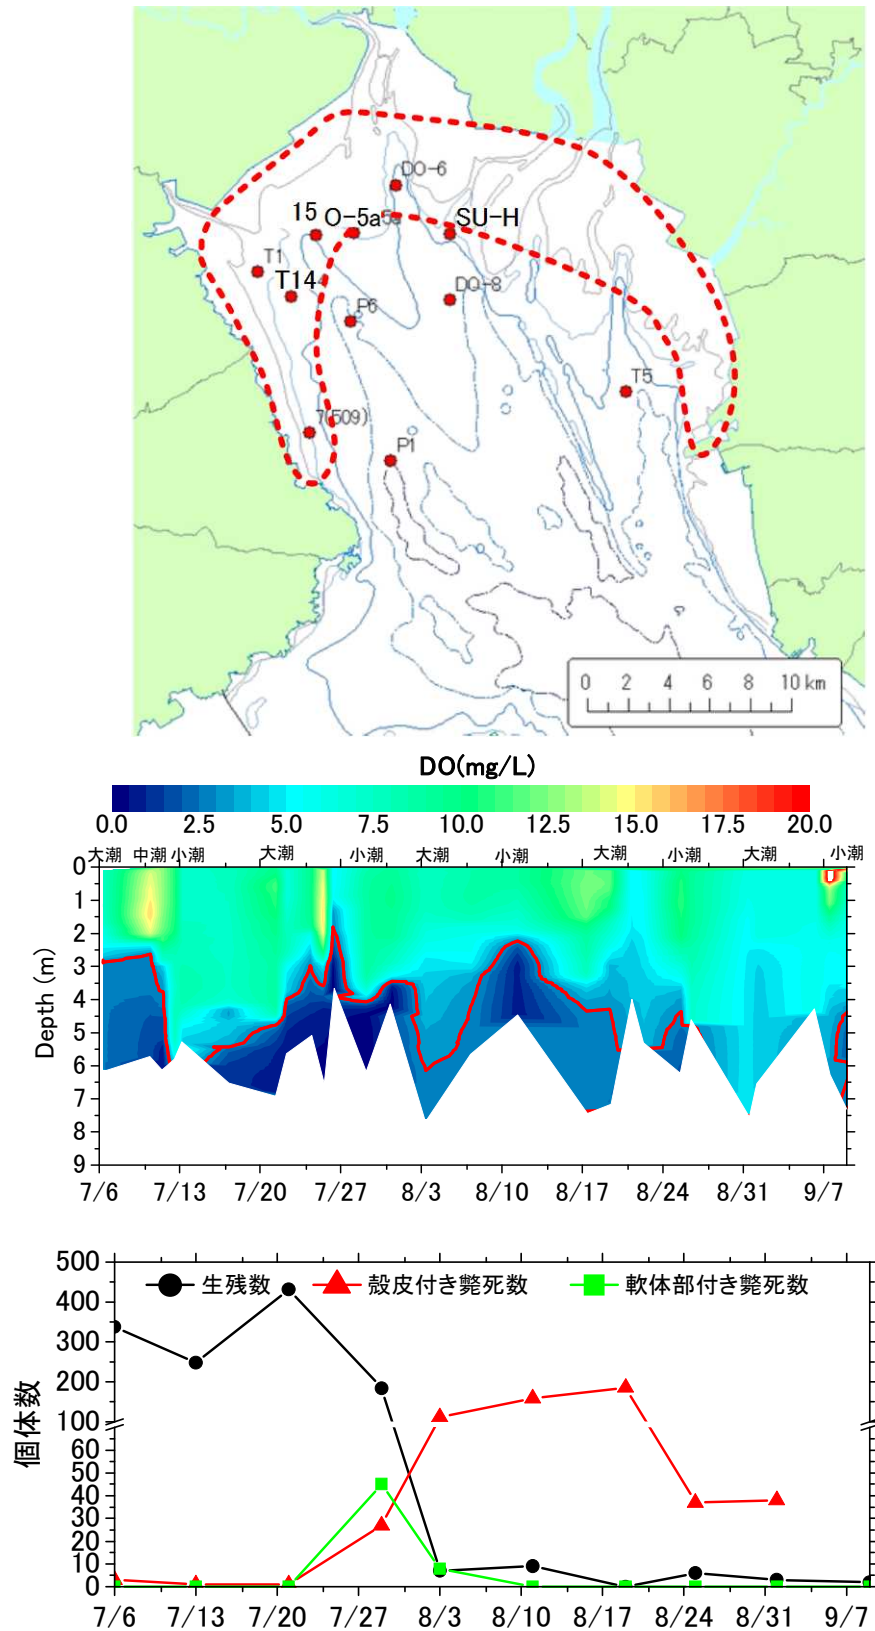 DO-6
15 O-5a 5a SU-H
T1
T14
DO-8
P6
T5
7(509)
P1
0 2 4 6 8 10 km
DO(mg/L)
0.0 2.5 5.0 7.5 10.0 12.5 15.0 17.5 20.0
大潮 中潮 小潮 大潮 小潮 大潮 小潮 大潮 小潮 大潮 小潮
Depth (m)
0
1
2
3
4
5
6
7
8
9
7/6 7/13 7/20 7/27 8/3 8/10 8/17 8/24 8/31 9/7
生残数 殻皮付き斃死数 軟体部付き斃死数
個体数
500
400
300
200
100
60
50
40
30
20
10
0
7/6 7/13 7/20 7/27 8/3 8/10 8/17 8/24 8/31 9/7